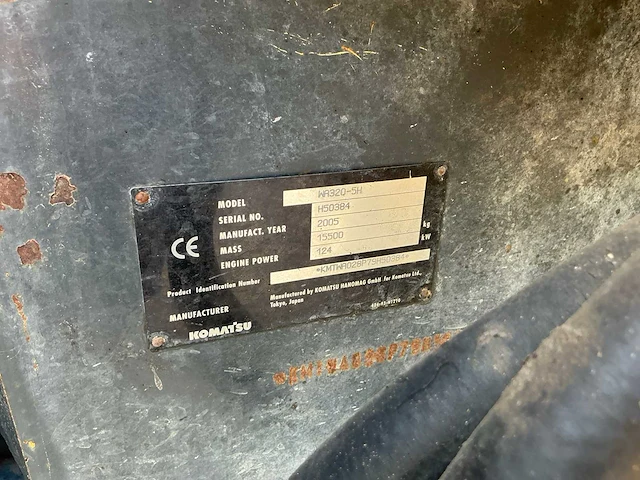 MODEL WA320-5H
SERIAL NO. H50384
MANUFACT. YEAR 2005
MASS 15500 kg
ENGINE POWER 124 kW
CE
Product Identification Number
MANUFACTURER Manufactured by KOMATSU HANOMAG GmbH for Komatsu Ltd.,
Tokyo, Japan
KOMATSU